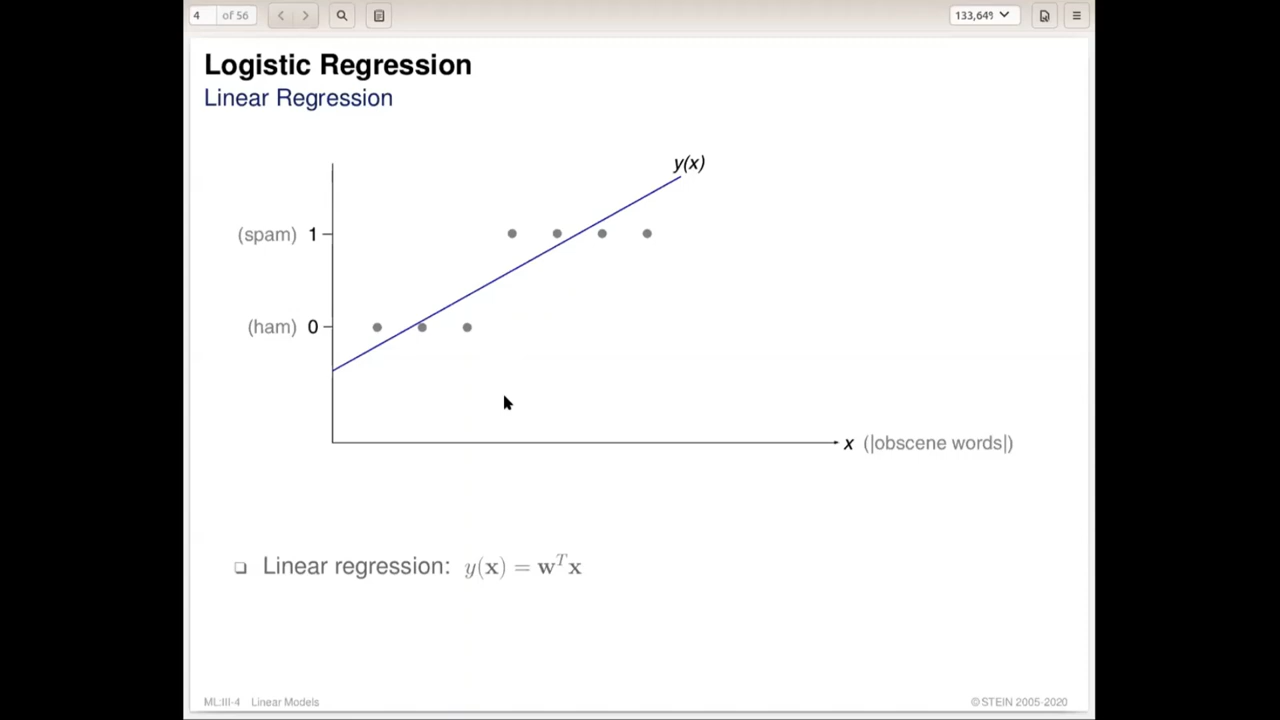 4 of 56 133,64%
Logistic Regression
Linear Regression
y(x)
(spam) 1
(ham) 0
x (|obscene words|)
❑ Linear regression: y(x) = w^T x
ML:III-4 Linear Models ©STEIN 2005-2020